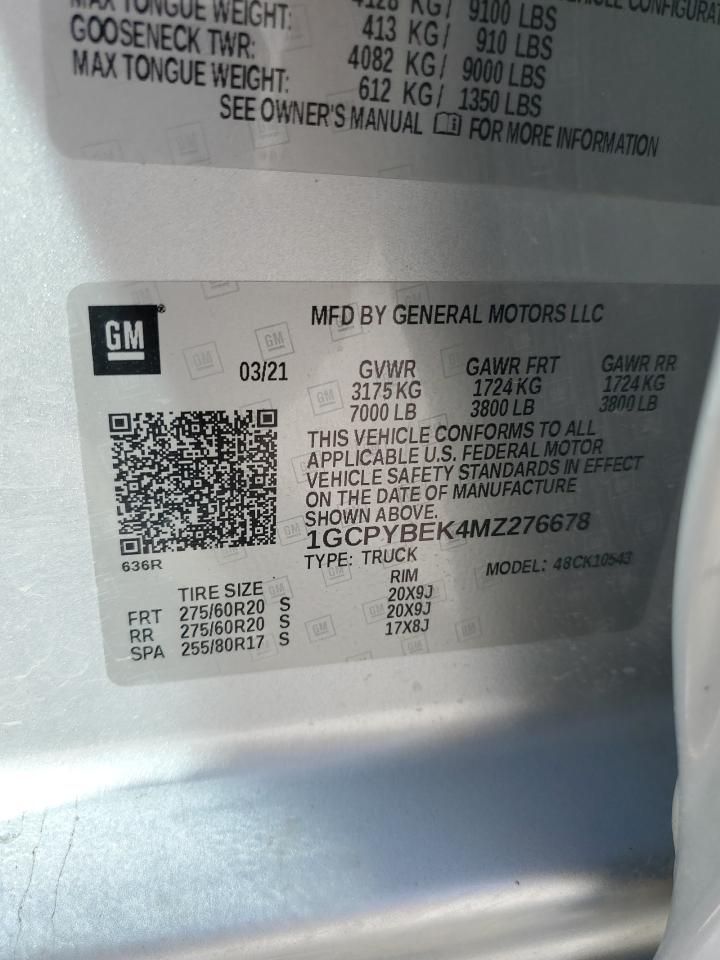 MAX TONGUE WEIGHT: 4128 KG/ 9100 LBS
413 KG/ 910 LBS
GOOSENECK TWR: 4082 KG/ 9000 LBS
MAX TONGUE WEIGHT: 612 KG/ 1350 LBS
SEE OWNER'S MANUAL FOR MORE INFORMATION
GM
MFD BY GENERAL MOTORS LLC
03/21
GVWR GAWR FRT GAWR RR
3175 KG 1724 KG 1724 KG
7000 LB 3800 LB 3800 LB
THIS VEHICLE CONFORMS TO ALL
APPLICABLE U.S. FEDERAL MOTOR
VEHICLE SAFETY STANDARDS IN EFFECT
ON THE DATE OF MANUFACTURE
SHOWN ABOVE.
1GCPYBEK4MZ276678
636R
TYPE: TRUCK MODEL: 48CK10543
TIRE SIZE RIM
FRT 275/60R20 S 20X9J
RR 275/60R20 S 20X9J
SPA 255/80R17 S 17X8J